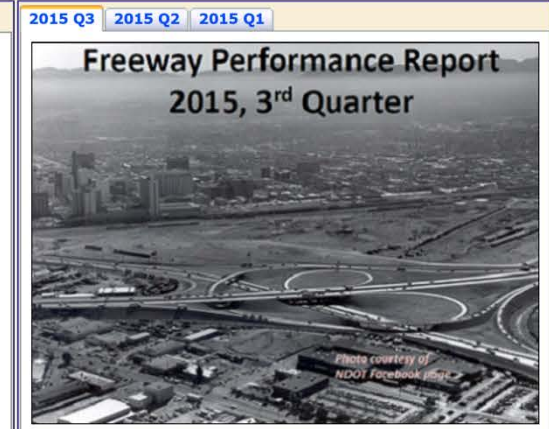 2015 Q3 2015 Q2 2015 Q1
Freeway Performance Report
2015, 3rd Quarter
Photo courtesy of
NDOT Facebook page